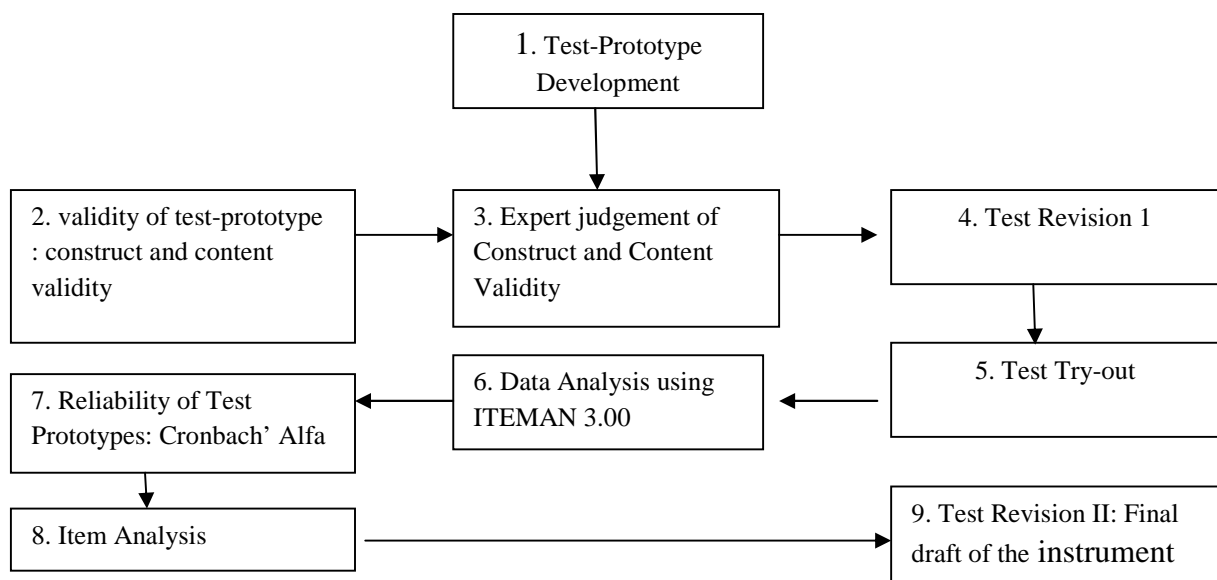 1. Test-Prototype
Development
2. validity of test-prototype
: construct and content
validity
3. Expert judgement of
Construct and Content
Validity
4. Test Revision 1
5. Test Try-out
6. Data Analysis using
ITEMAN 3.00
7. Reliability of Test
Prototypes: Cronbach’ Alfa
8. Item Analysis
9. Test Revision II: Final
draft of the instrument